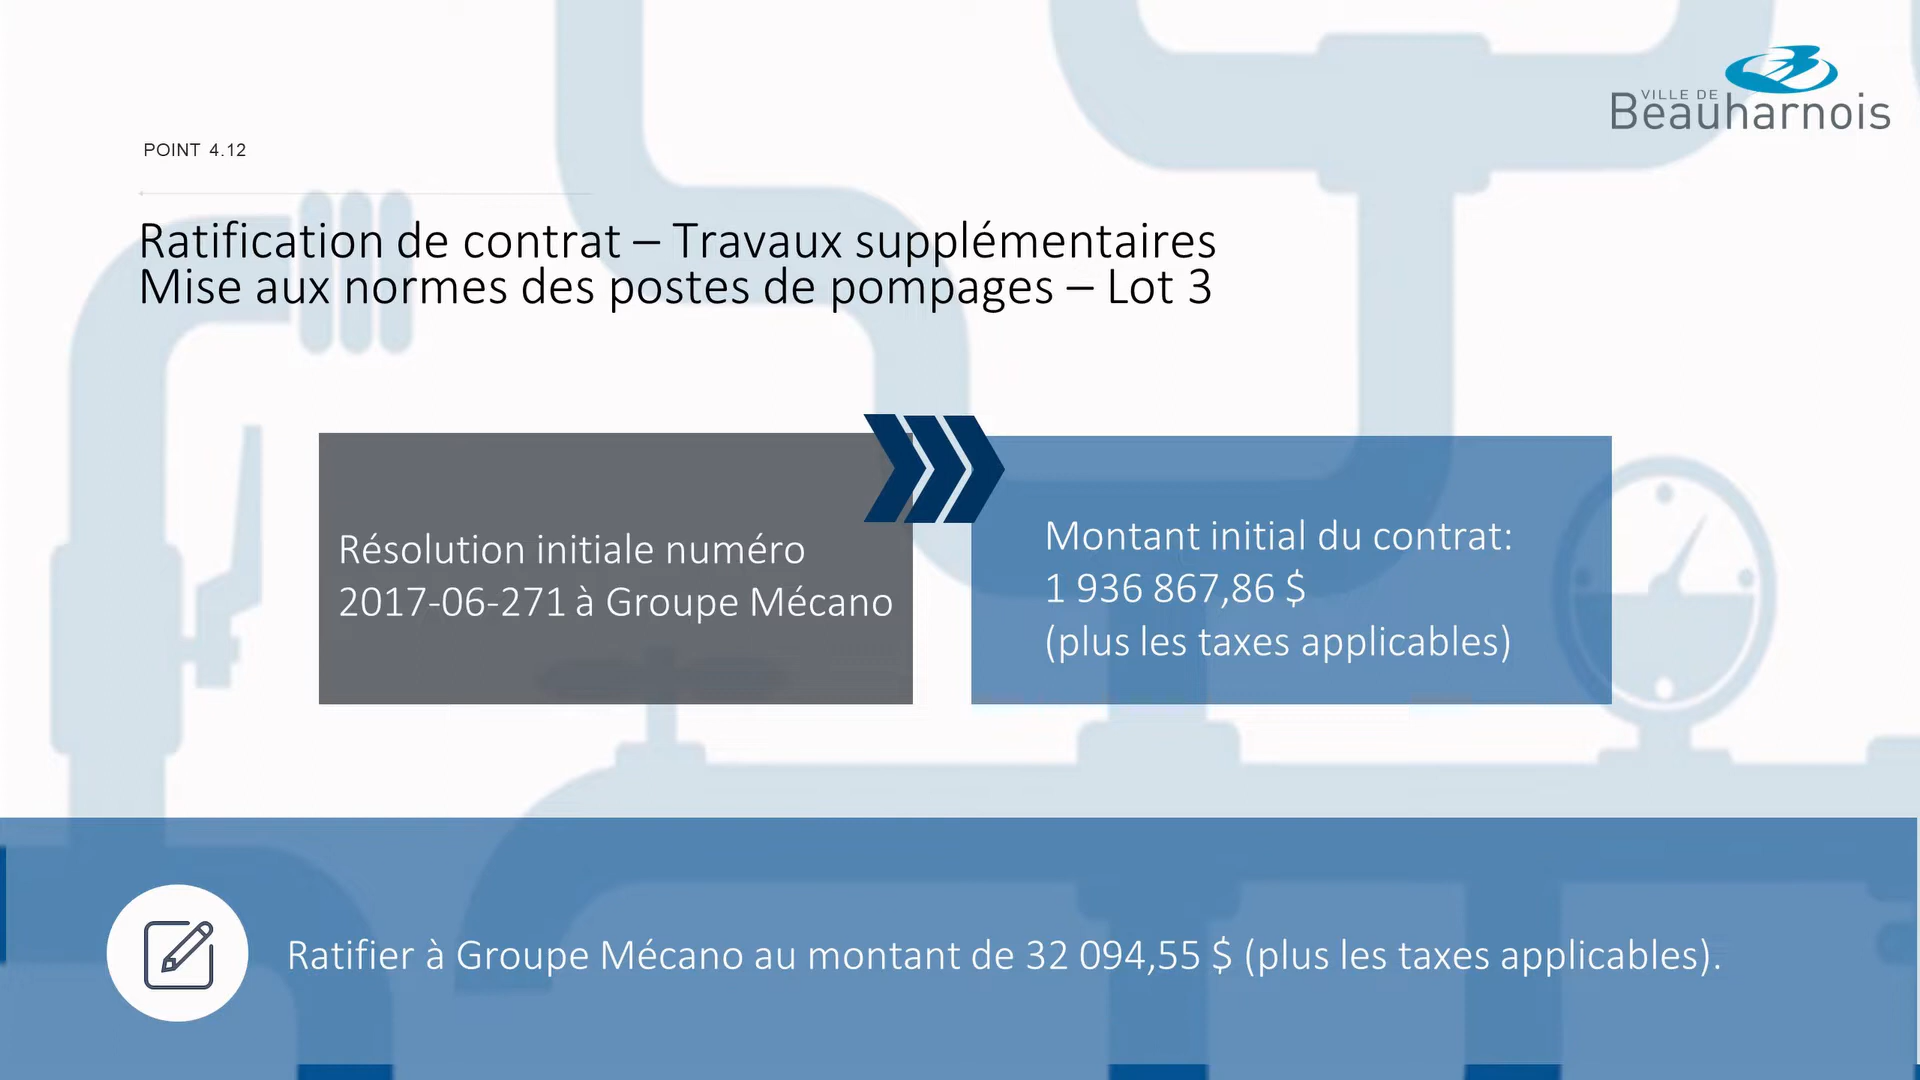 VILLE DE
Beauharnois
POINT 4.12
Ratification de contrat – Travaux supplémentaires
Mise aux normes des postes de pompages – Lot 3
Résolution initiale numéro
2017-06-271 à Groupe Mécano
Montant initial du contrat:
1 936 867,86 $
(plus les taxes applicables)
Ratifier à Groupe Mécano au montant de 32 094,55 $ (plus les taxes applicables).